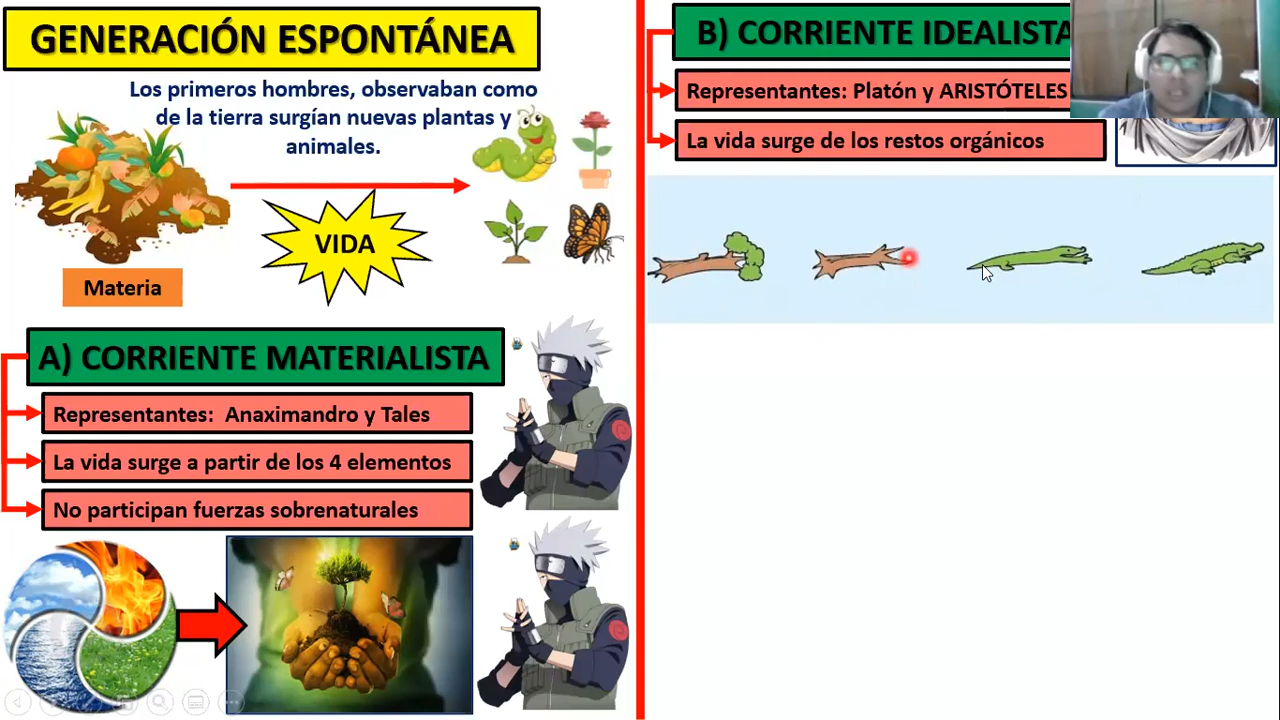 GENERACIÓN ESPONTÁNEA
Los primeros hombres, observaban como
de la tierra surgían nuevas plantas y
animales.
VIDA
Materia
A) CORRIENTE MATERIALISTA
Representantes: Anaximandro y Tales
La vida surge a partir de los 4 elementos
No participan fuerzas sobrenaturales
B) CORRIENTE IDEALISTA
Representantes: Platón y ARISTÓTELES
La vida surge de los restos orgánicos